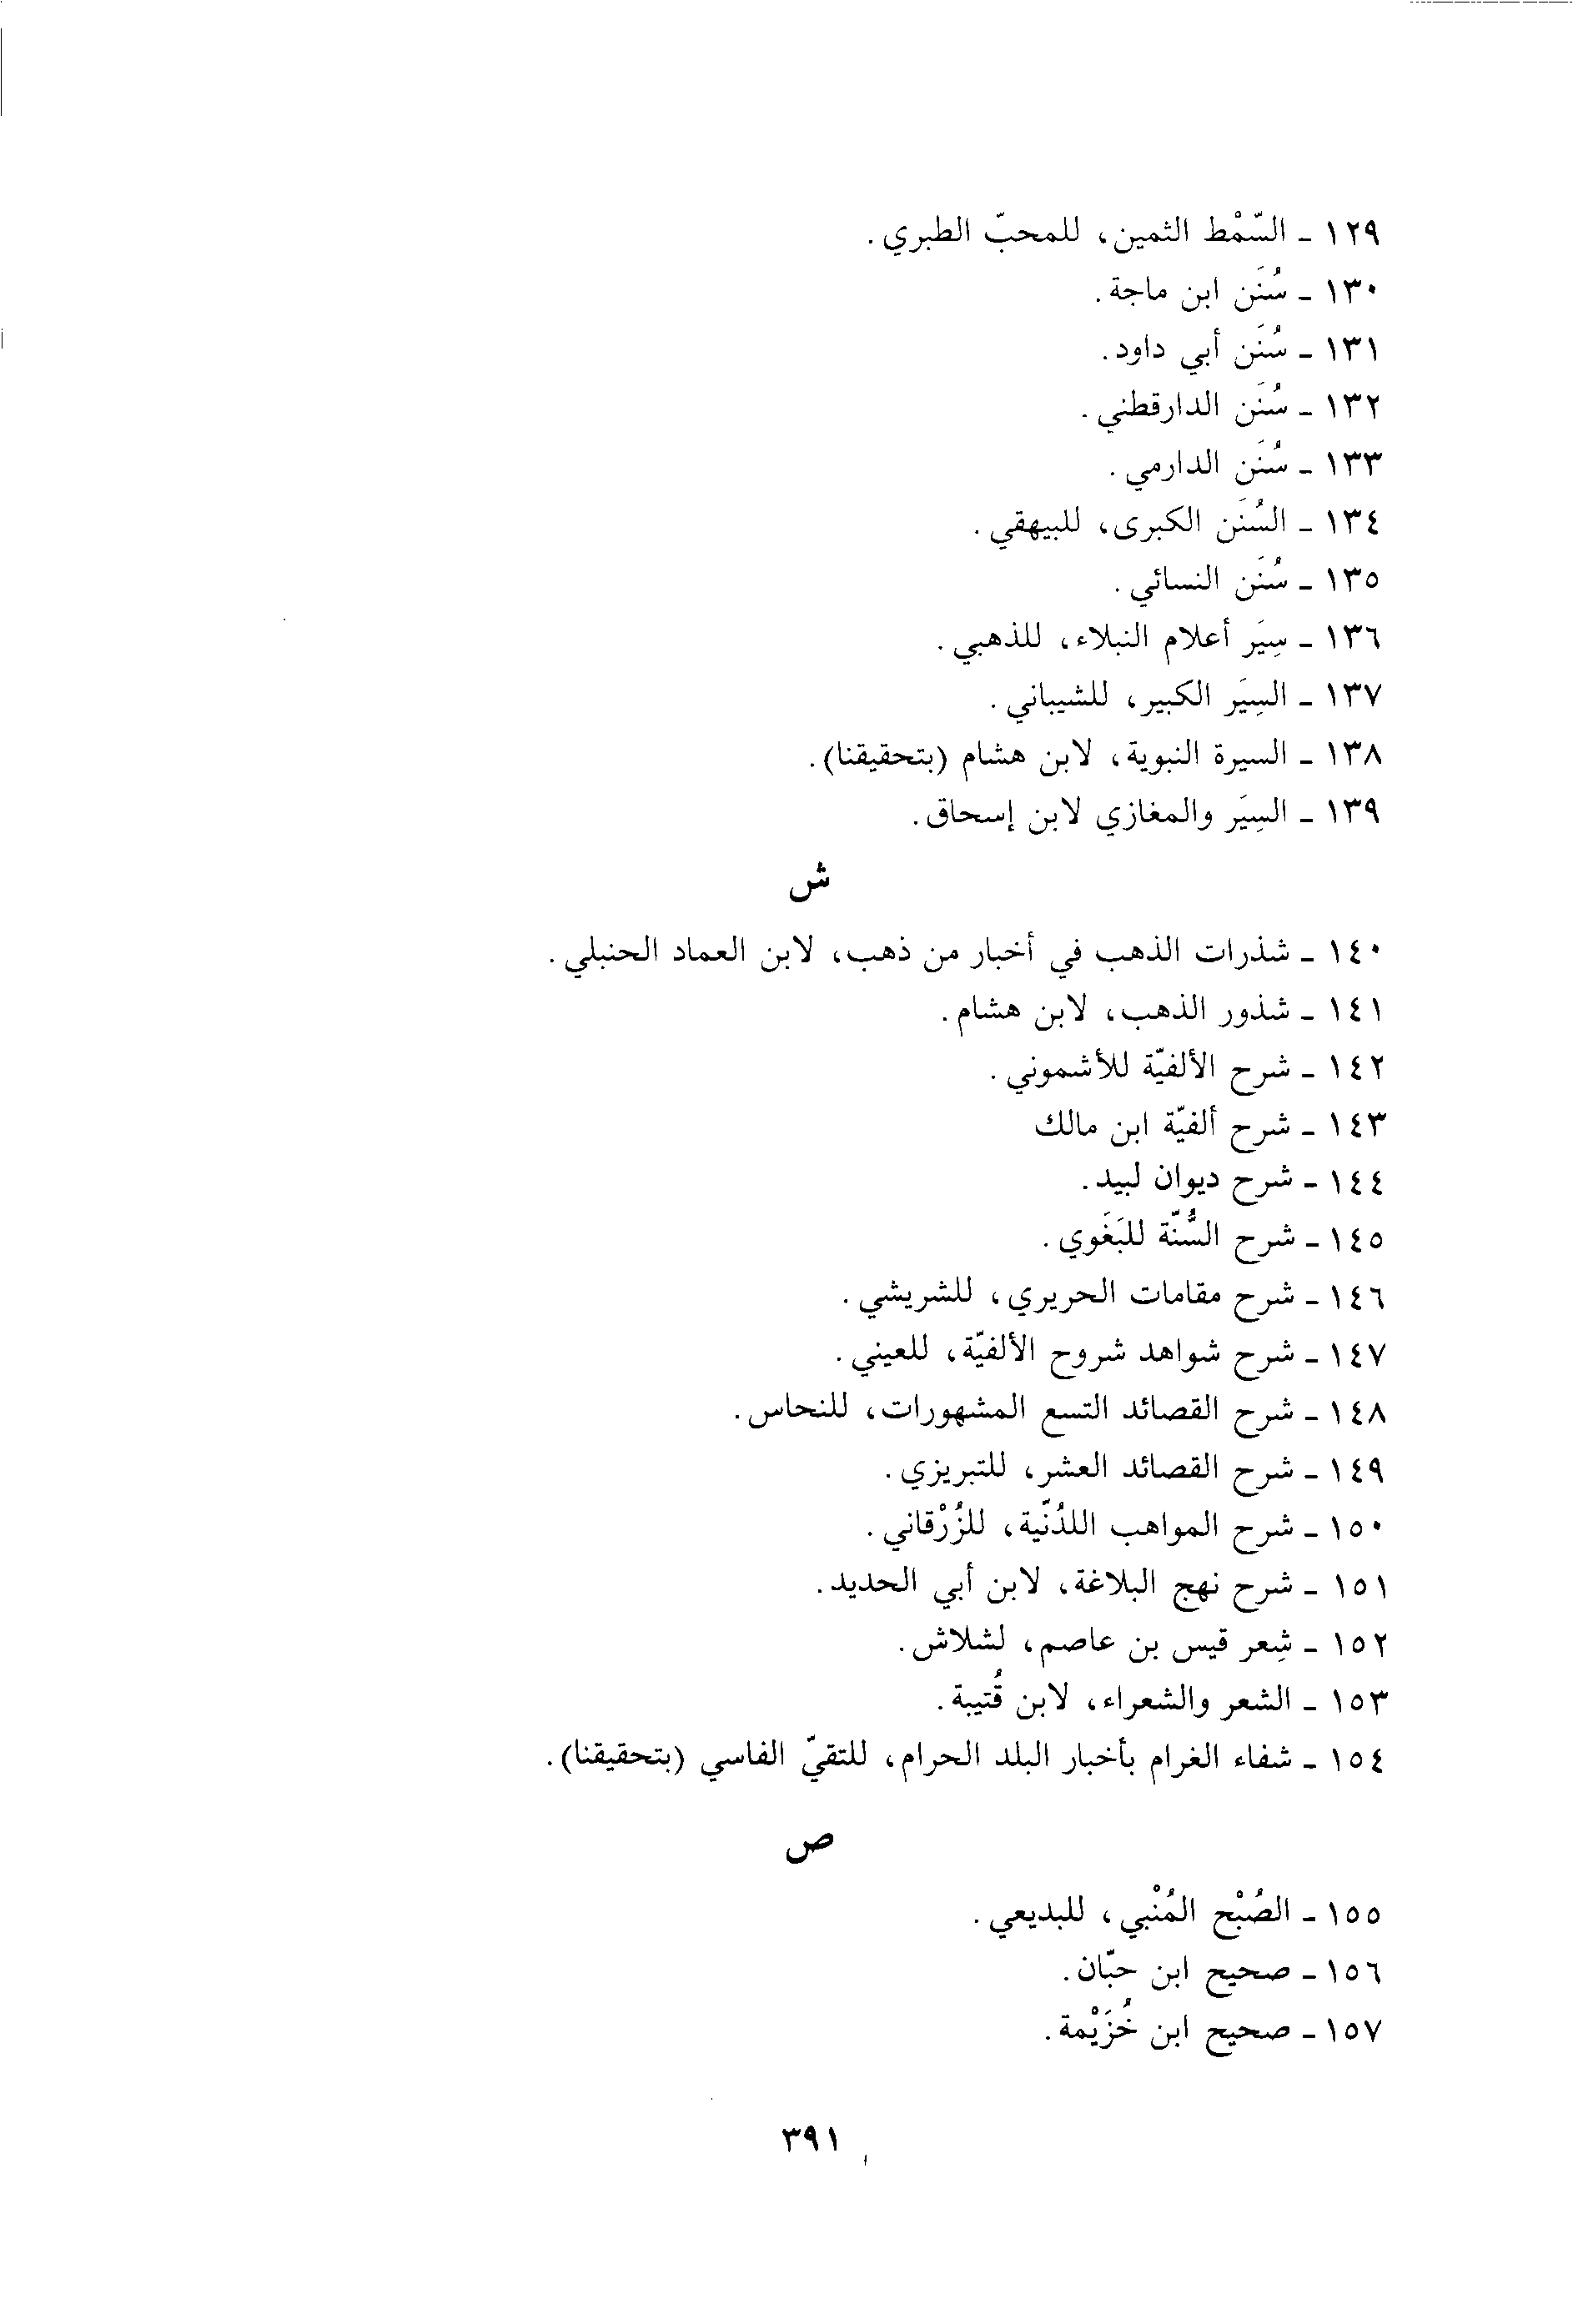 ١٢٩ - السّمْط الثمين، للمحبّ الطبري.
١٣٠ - سُنَن ابن ماجة.
١٣١ - سُنَن أبي داود.
١٣٢ - سُنَن الدارقطني.
١٣٣ - سُنَن الدارمي.
١٣٤ - السُنَن الكبرى، للبيهقي.
١٣٥ - سُنَن النسائي.
١٣٦ - سِيَر أعلام النبلاء، للذهبي.
١٣٧ - السِيَر الكبير، للشيباني.
١٣٨ - السيرة النبوية، لابن هشام (بتحقيقنا).
١٣٩ - السِيَر والمغازي لابن إسحاق.
ش
١٤٠ - شذرات الذهب في أخبار من ذهب، لابن العماد الحنبلي.
١٤١ - شذور الذهب، لابن هشام.
١٤٢ - شرح الألفيّة للأشموني.
١٤٣ - شرح ألفيّة ابن مالك
١٤٤ - شرح ديوان لبيد.
١٤٥ - شرح السُّنّة للبَغَوي.
١٤٦ - شرح مقامات الحريري، للشريشي.
١٤٧ - شرح شواهد شروح الألفيّة، للعيني.
١٤٨ - شرح القصائد التسع المشهورات، للنحاس.
١٤٩ - شرح القصائد العشر، للتبريزي.
١٥٠ - شرح المواهب اللدُنّية، للزُرْقاني.
١٥١ - شرح نهج البلاغة، لابن أبي الحديد.
١٥٢ - شِعر قيس بن عاصم، لشلاش.
١٥٣ - الشعر والشعراء، لابن قُتيبة.
١٥٤ - شفاء الغرام بأخبار البلد الحرام، للتقيّ الفاسي (بتحقيقنا).
ص
١٥٥ - الصُبْح المُنْبي، للبديعي.
١٥٦ - صحيح ابن حبّان.
١٥٧ - صحيح ابن خُزَيْمة.
٣٩١